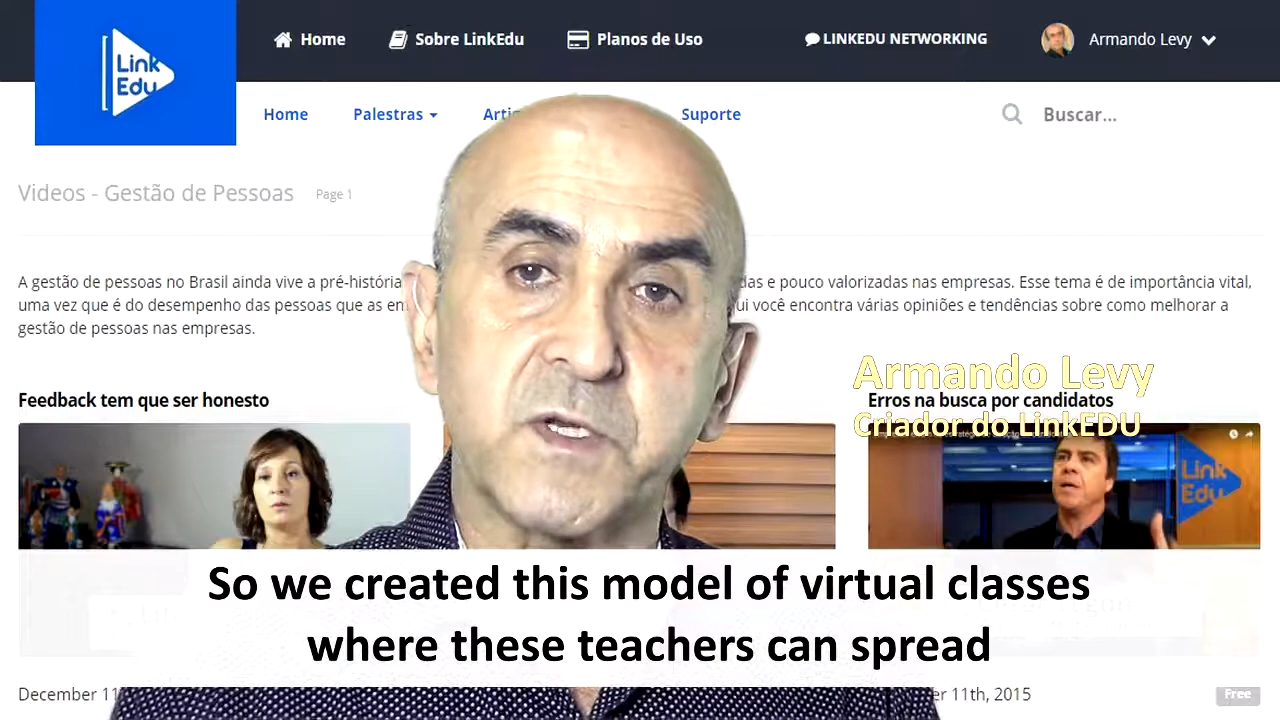 Link
Edu
Home
Sobre LinkEdu
Planos de Uso
LINKEDU NETWORKING
Armando Levy
Home
Palestras
Suporte
Buscar...
Videos - Gestão de Pessoas
Page 1
A gestão de pessoas no Brasil ainda vive a pré-história e pouco valorizadas nas empresas. Esse tema é de importância vital,
uma vez que é do desempenho das pessoas que as você encontra várias opiniões e tendências sobre como melhorar a
gestão de pessoas nas empresas.
Armando Levy
Feedback tem que ser honesto
Erros na busca por candidatos
Criador do LinkEDU
Link
Edu
So we created this model of virtual classes
where these teachers can spread
December 11th, 2015
Free